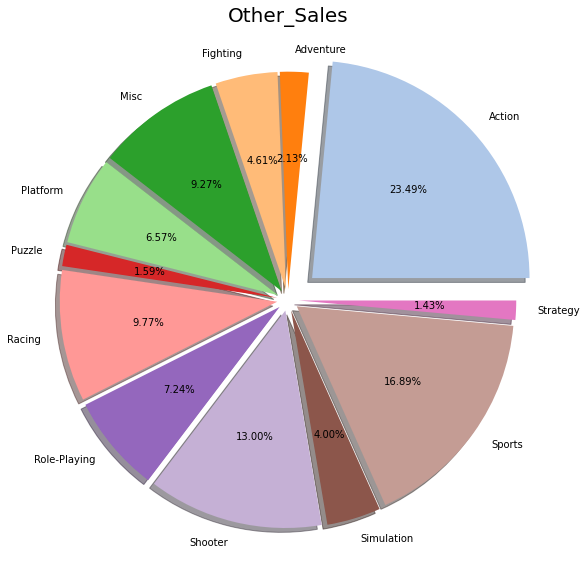 Other_Sales
Adventure
Fighting
Misc
Action
4.61%
2.13%
9.27%
23.49%
Platform
6.57%
Puzzle
1.59%
1.43%
Strategy
9.77%
Racing
7.24%
16.89%
13.00%
4.00%
Sports
Role-Playing
Shooter
Simulation